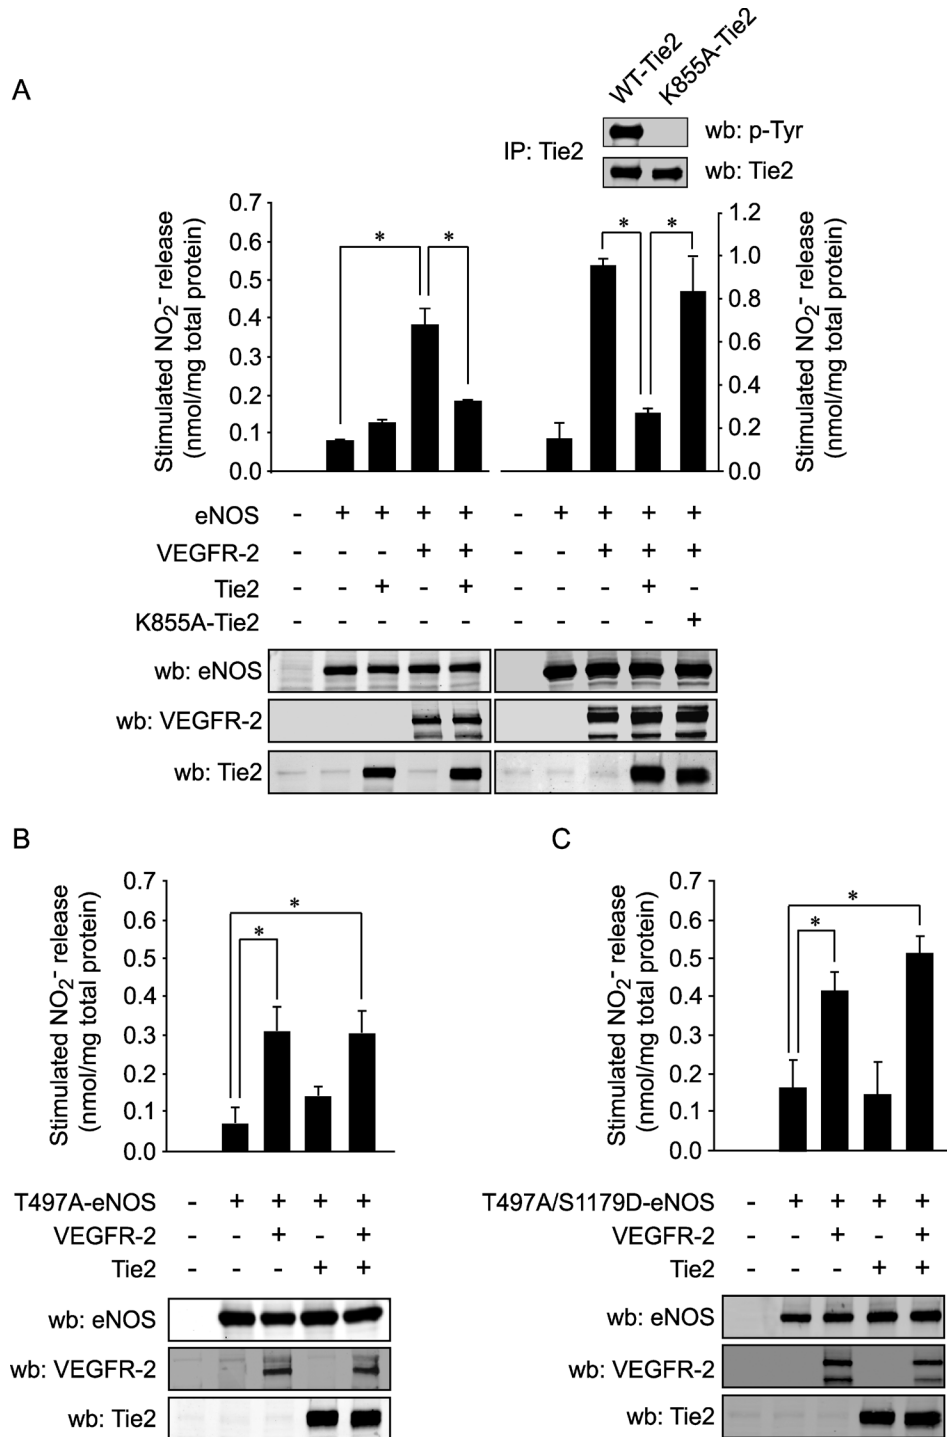 A
WT-Tie2
K855A-Tie2
IP: Tie2
wb: p-Tyr
wb: Tie2
Stimulated NO2- release
(nmol/mg total protein)
0.7
0.6
0.5
0.4
0.3
0.2
0.1
0.0
* *
* *
1.2
1.0
0.8
0.6
0.4
0.2
0.0
Stimulated NO2- release
(nmol/mg total protein)
eNOS - + + + + - + + + +
VEGFR-2 - - - + + - - + + +
Tie2 - - + - + - - - + -
K855A-Tie2 - - - - - - - - - +
wb: eNOS
wb: VEGFR-2
wb: Tie2
B
Stimulated NO2- release
(nmol/mg total protein)
0.7
0.6
0.5
0.4
0.3
0.2
0.1
0.0
*
*
T497A-eNOS - + + + +
VEGFR-2 - - + - +
Tie2 - - - + +
wb: eNOS
wb: VEGFR-2
wb: Tie2
C
Stimulated NO2- release
(nmol/mg total protein)
0.7
0.6
0.5
0.4
0.3
0.2
0.1
0.0
*
*
T497A/S1179D-eNOS - + + + +
VEGFR-2 - - + - +
Tie2 - - - + +
wb: eNOS
wb: VEGFR-2
wb: Tie2